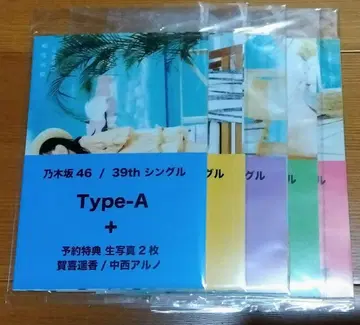 乃木坂46 / 39th シングル
Type-A
+
予約特典 生写真2枚
賀喜遥香/中西アルノ
グル
グル
ル